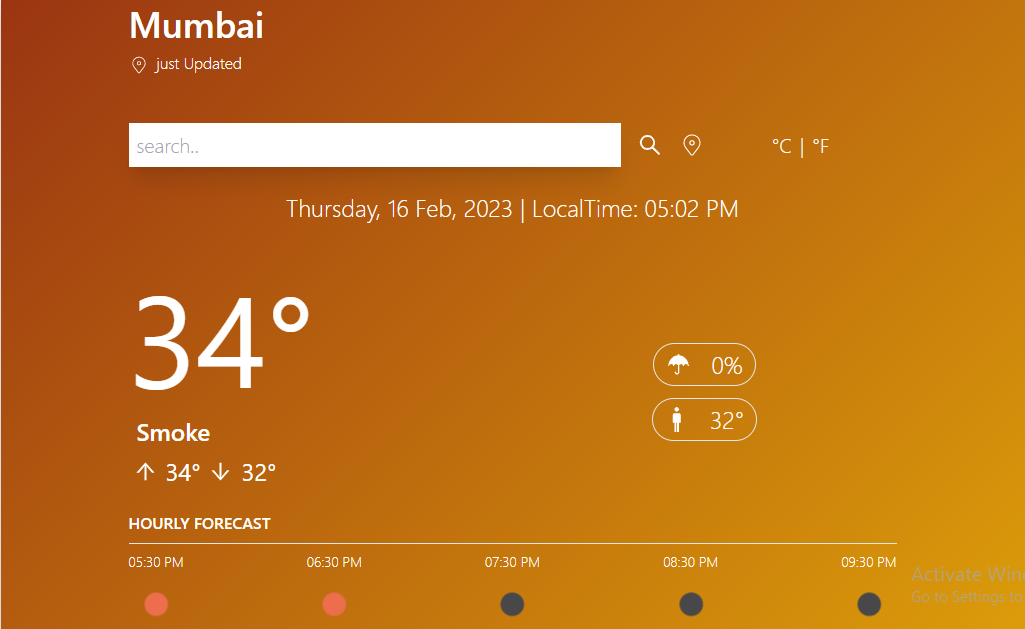 Mumbai
just Updated
search..
°C | °F
Thursday, 16 Feb, 2023 | LocalTime: 05:02 PM
34°
0%
32°
Smoke
34° 32°
HOURLY FORECAST
05:30 PM 06:30 PM 07:30 PM 08:30 PM 09:30 PM
Activate Win
Go to Settings to